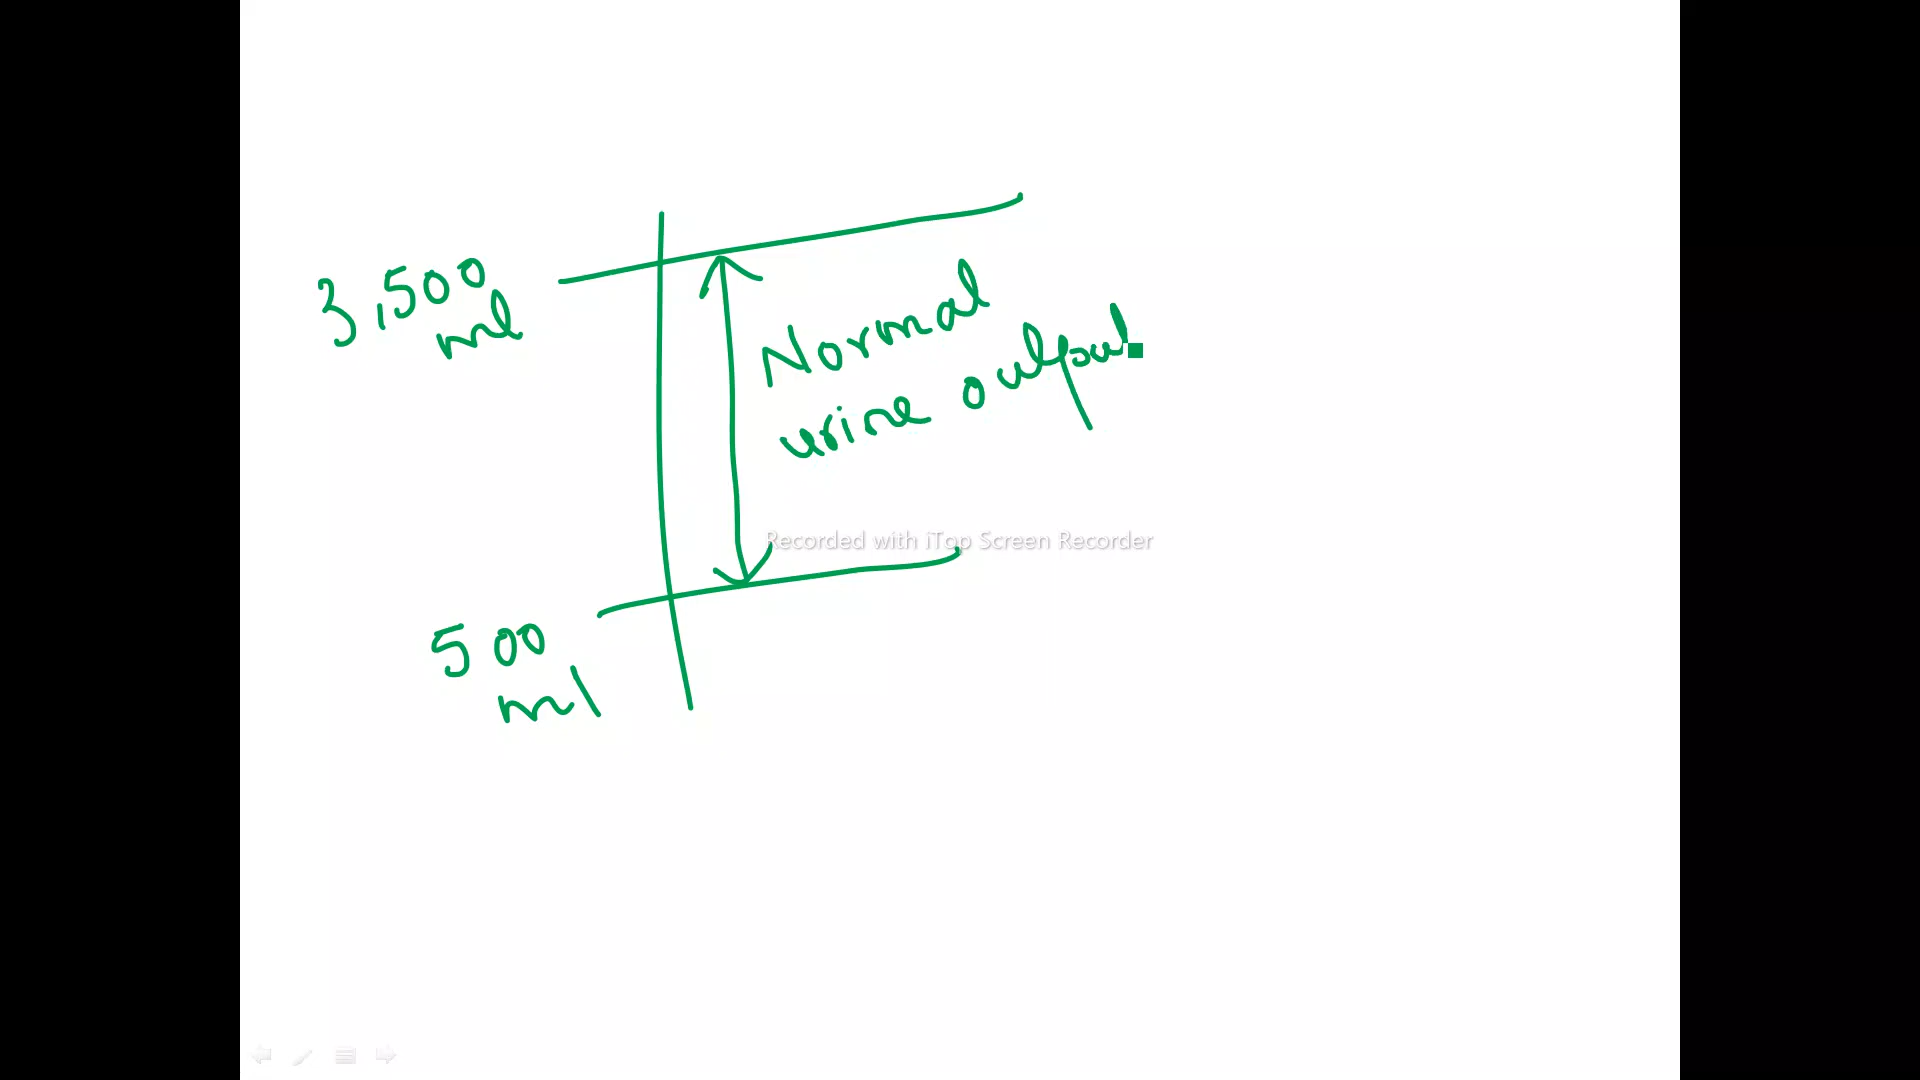 3,500
ml
Normal
urine output
Recorded with iTop Screen Recorder
500
ml